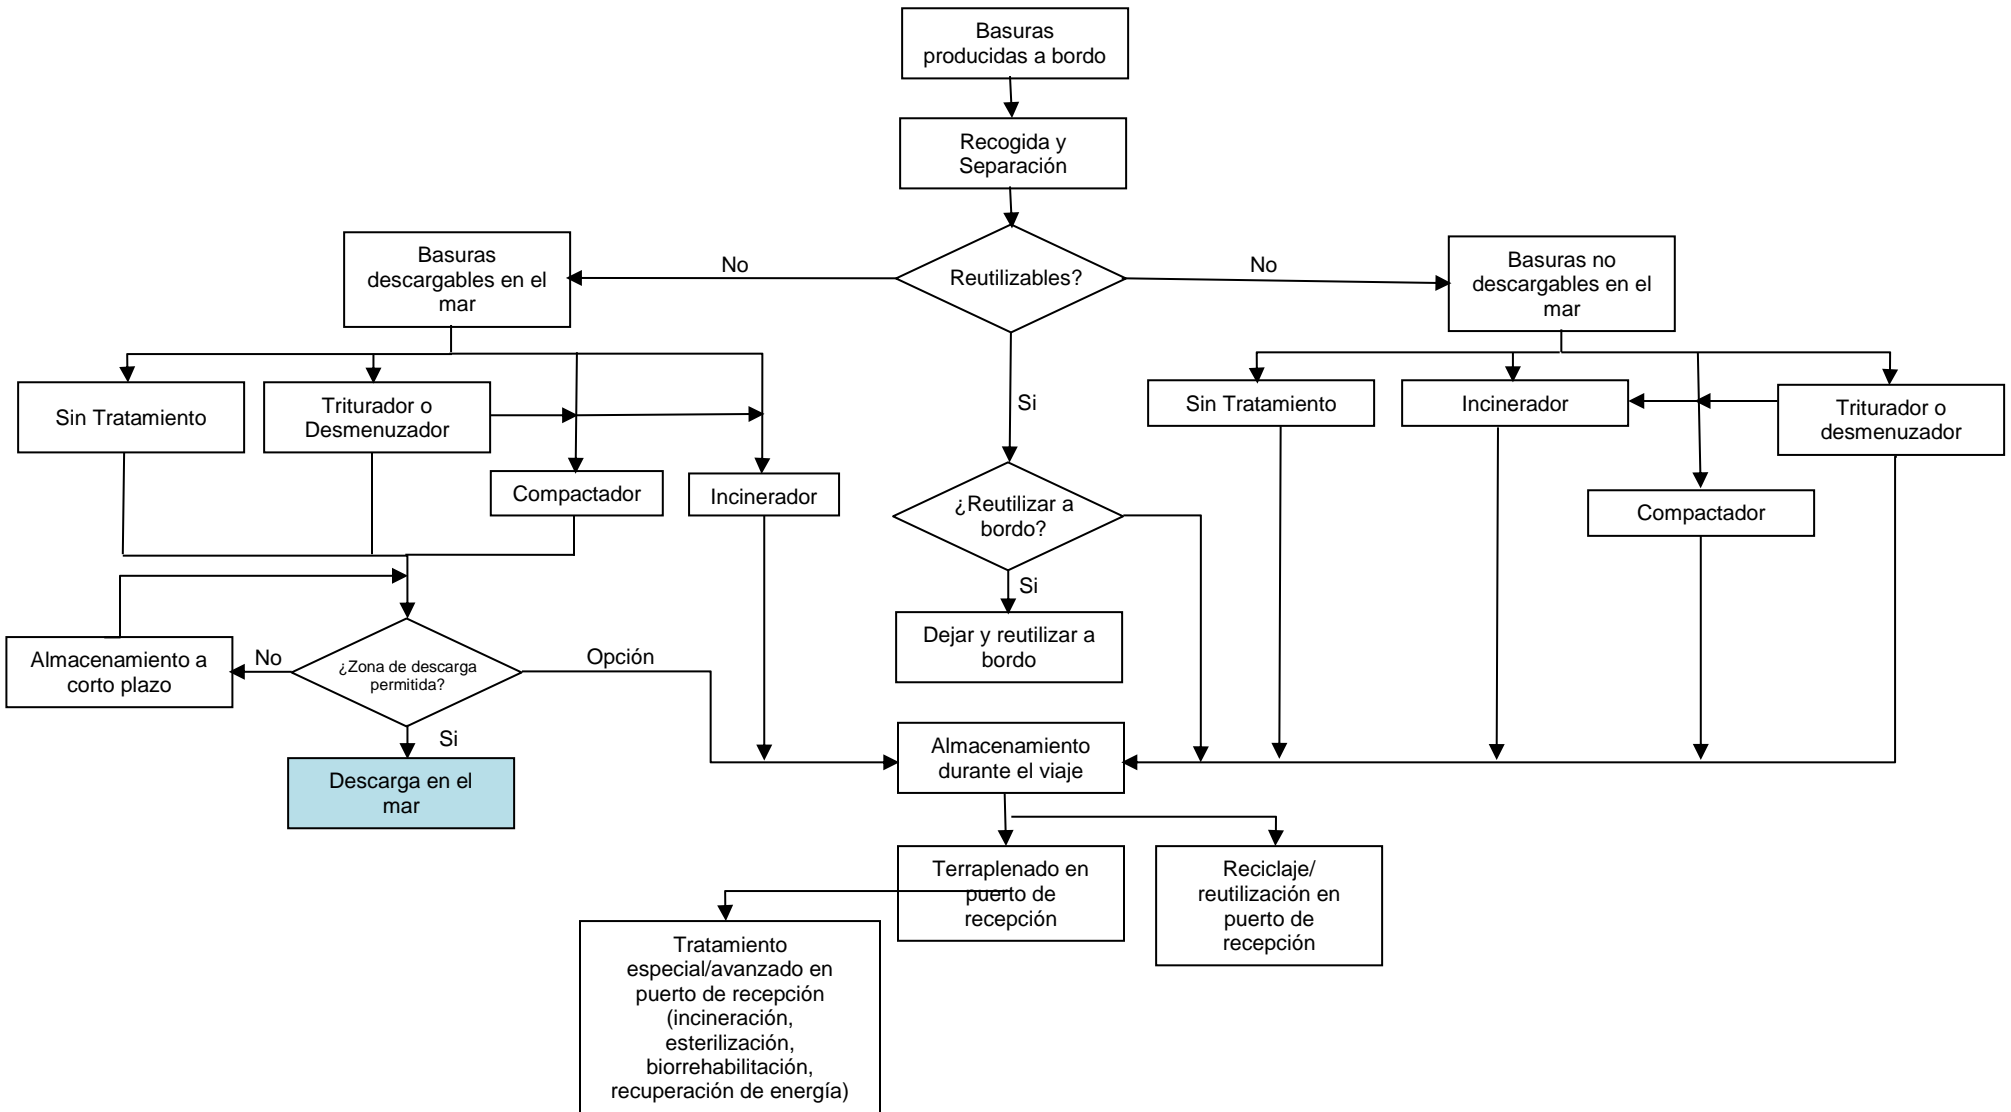 Basuras
producidas a bordo
Recogida y
Separación
Basuras
descargables en el
mar
No
Reutilizables?
No
Basuras no
descargables en el
mar
Sin Tratamiento
Triturador o
Desmenuzador
Compactador
Incinerador
Si
Sin Tratamiento
Incinerador
Triturador o
desmenuzador
Compactador
¿Reutilizar a
bordo?
Si
Dejar y reutilizar a
bordo
Almacenamiento a
corto plazo
No
¿Zona de descarga
permitida?
Opción
Si
Descarga en el
mar
Almacenamiento
durante el viaje
Terraplenado en
puerto de
recepción
Reciclaje/
reutilización en
puerto de
recepción
Tratamiento
especial/avanzado en
puerto de recepción
(incineración,
esterilización,
biorrehabilitación,
recuperación de energía)